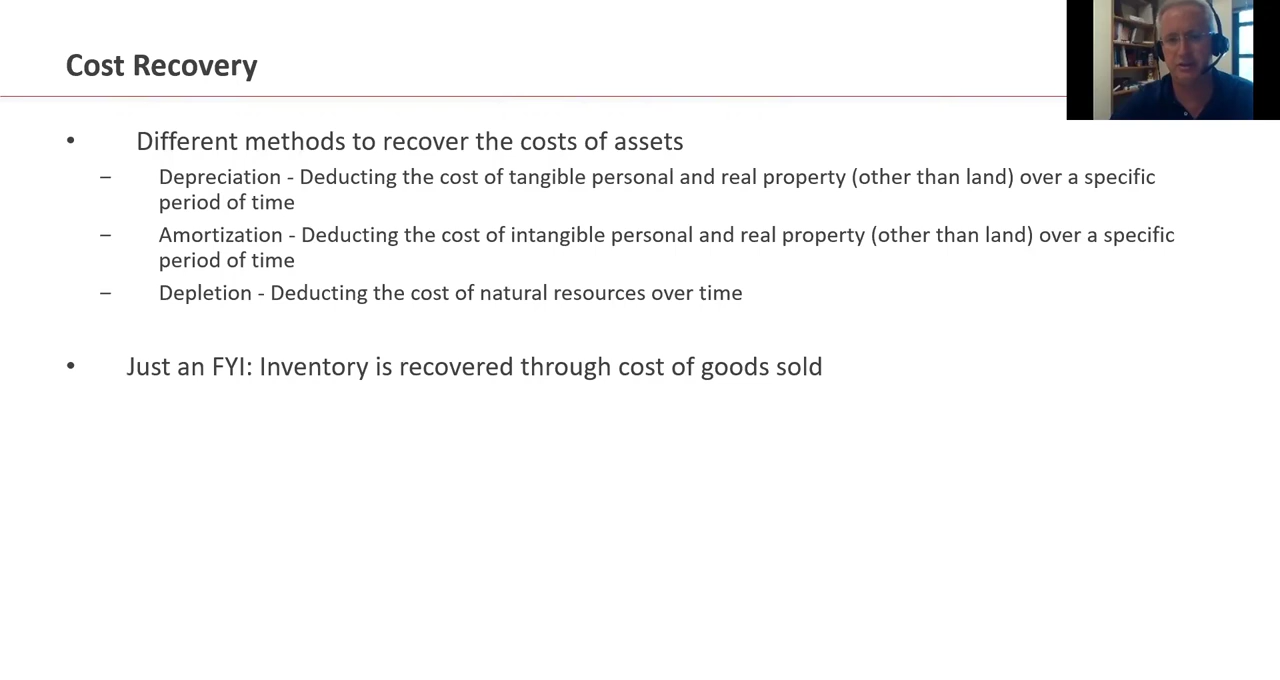 Cost Recovery
• Different methods to recover the costs of assets
– Depreciation - Deducting the cost of tangible personal and real property (other than land) over a specific
period of time
– Amortization - Deducting the cost of intangible personal and real property (other than land) over a specific
period of time
– Depletion - Deducting the cost of natural resources over time
• Just an FYI: Inventory is recovered through cost of goods sold